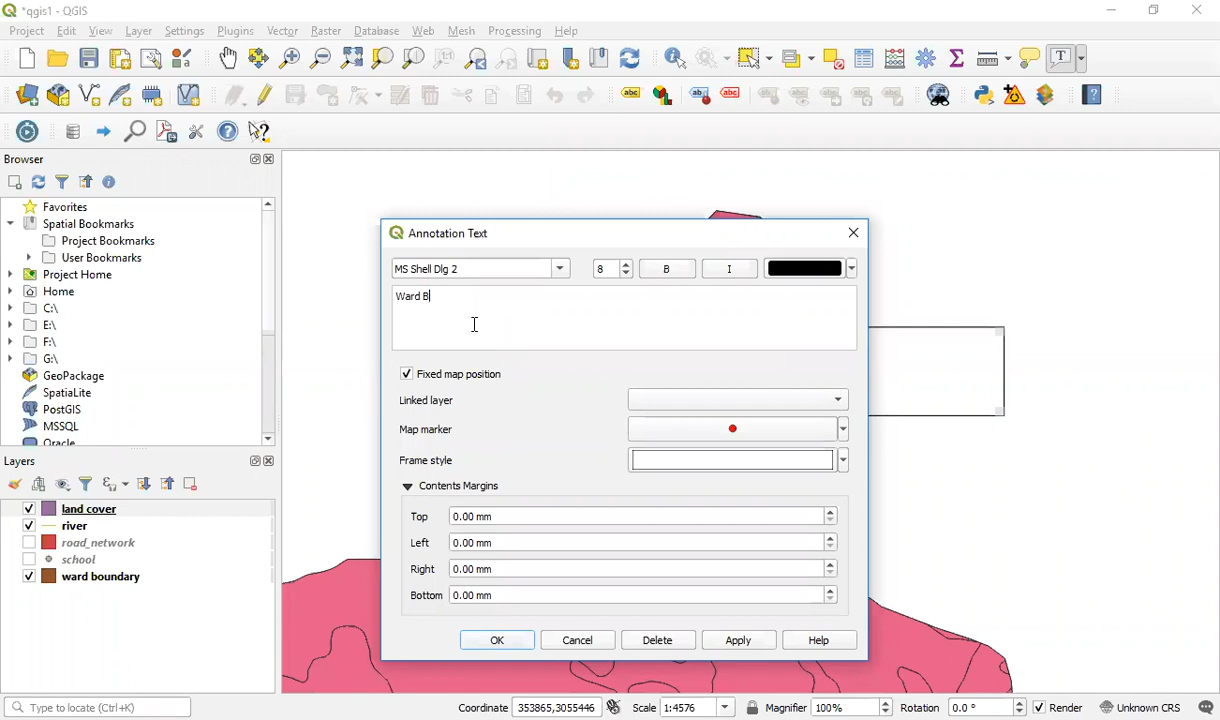 *qgis1 - QGIS
Project Edit View Layer Settings Plugins Vector Raster Database Web Mesh Processing Help
Browser
Favorites
Spatial Bookmarks
Project Bookmarks
User Bookmarks
Project Home
Home
C:\
E:\
F:\
G:\
GeoPackage
SpatiaLite
PostGIS
MSSQL
Oracle
Layers
land cover
river
road_network
school
ward boundary
Annotation Text
MS Shell Dlg 2 8 B I
Ward B
Fixed map position
Linked layer
Map marker
Frame style
Contents Margins
Top 0.00 mm
Left 0.00 mm
Right 0.00 mm
Bottom 0.00 mm
OK Cancel Delete Apply Help
Type to locate (Ctrl+K) Coordinate 353865,3055446 Scale 1:4576 Magnifier 100% Rotation 0.0 ° Render Unknown CRS